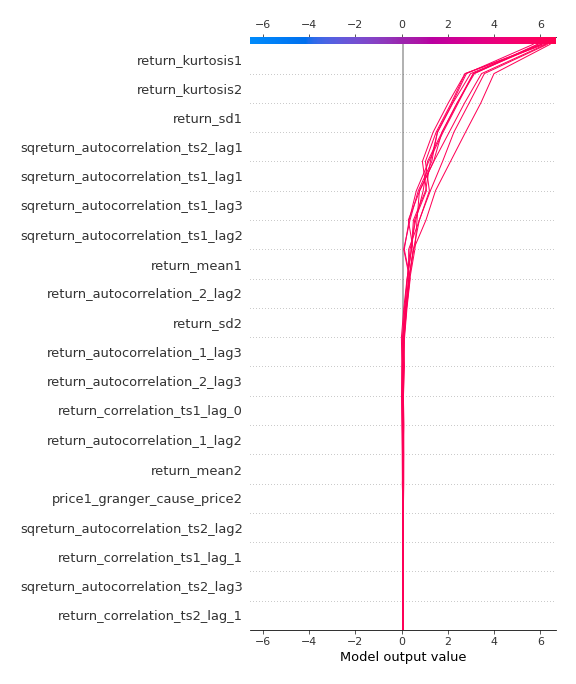 −6 −4 −2 0 2 4 6
return_kurtosis1
return_kurtosis2
return_sd1
sqreturn_autocorrelation_ts2_lag1
sqreturn_autocorrelation_ts1_lag1
sqreturn_autocorrelation_ts1_lag3
sqreturn_autocorrelation_ts1_lag2
return_mean1
return_autocorrelation_2_lag2
return_sd2
return_autocorrelation_1_lag3
return_autocorrelation_2_lag3
return_correlation_ts1_lag_0
return_autocorrelation_1_lag2
return_mean2
price1_granger_cause_price2
sqreturn_autocorrelation_ts2_lag2
return_correlation_ts1_lag_1
sqreturn_autocorrelation_ts2_lag3
return_correlation_ts2_lag_1
−6 −4 −2 0 2 4 6
Model output value